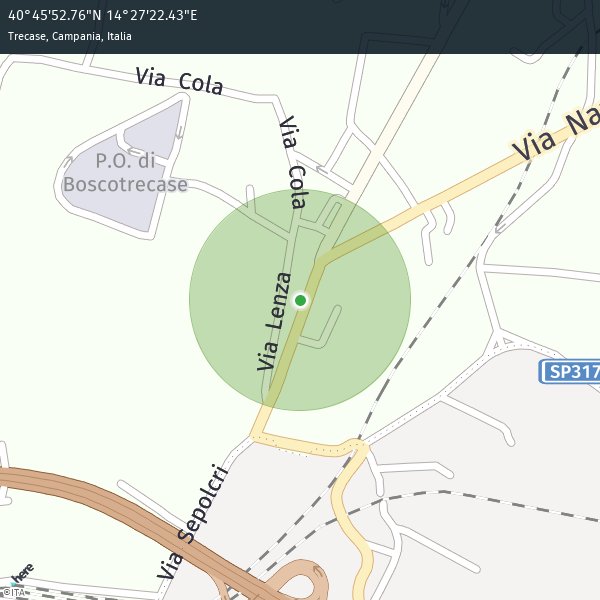 40°45'52.76"N 14°27'22.43"E
Trecase, Campania, Italia
Via Cola
Via Na
Via Cola
P.O. di
Boscotrecase
Via Lenza
SP317
Via Sepolcri
here
©ITA